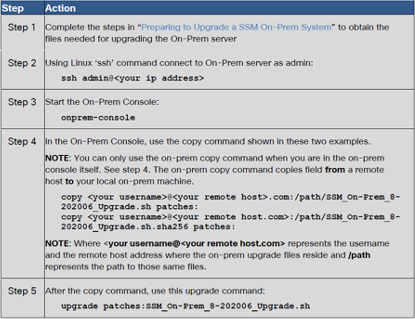 Step Action
Step 1 Complete the steps in "Preparing to Upgrade a SSM On-Prem System" to obtain the
files needed for upgrading the On-Prem server
Step 2 Using Linux 'ssh' command connect to On-Prem server as admin:
ssh admin@<your ip address>
Step 3 Start the On-Prem Console:
onprem-console
Step 4 In the On-Prem Console, use the copy command shown in these two examples.
NOTE: You can only use the on-prem copy command when you are in the on-prem
console itself. See step 4. The on-prem copy command copies field from a remote
host to your local on-prem machine.
copy <your username>@<your remote host>.com:/path/SSM_On-Prem_8-
202006_Upgrade.sh patches:
copy <your username>@<your remote host.com>:/path/SSM_On-Prem_8-
202006_Upgrade.sh.sha256 patches:
NOTE: Where <your username@<your remote host.com> represents the username
and the remote host address where the on-prem upgrade files reside and /path
represents the path to those same files.
Step 5 After the copy command, use this upgrade command:
upgrade patches:SSM_On-Prem_8-202006_Upgrade.sh